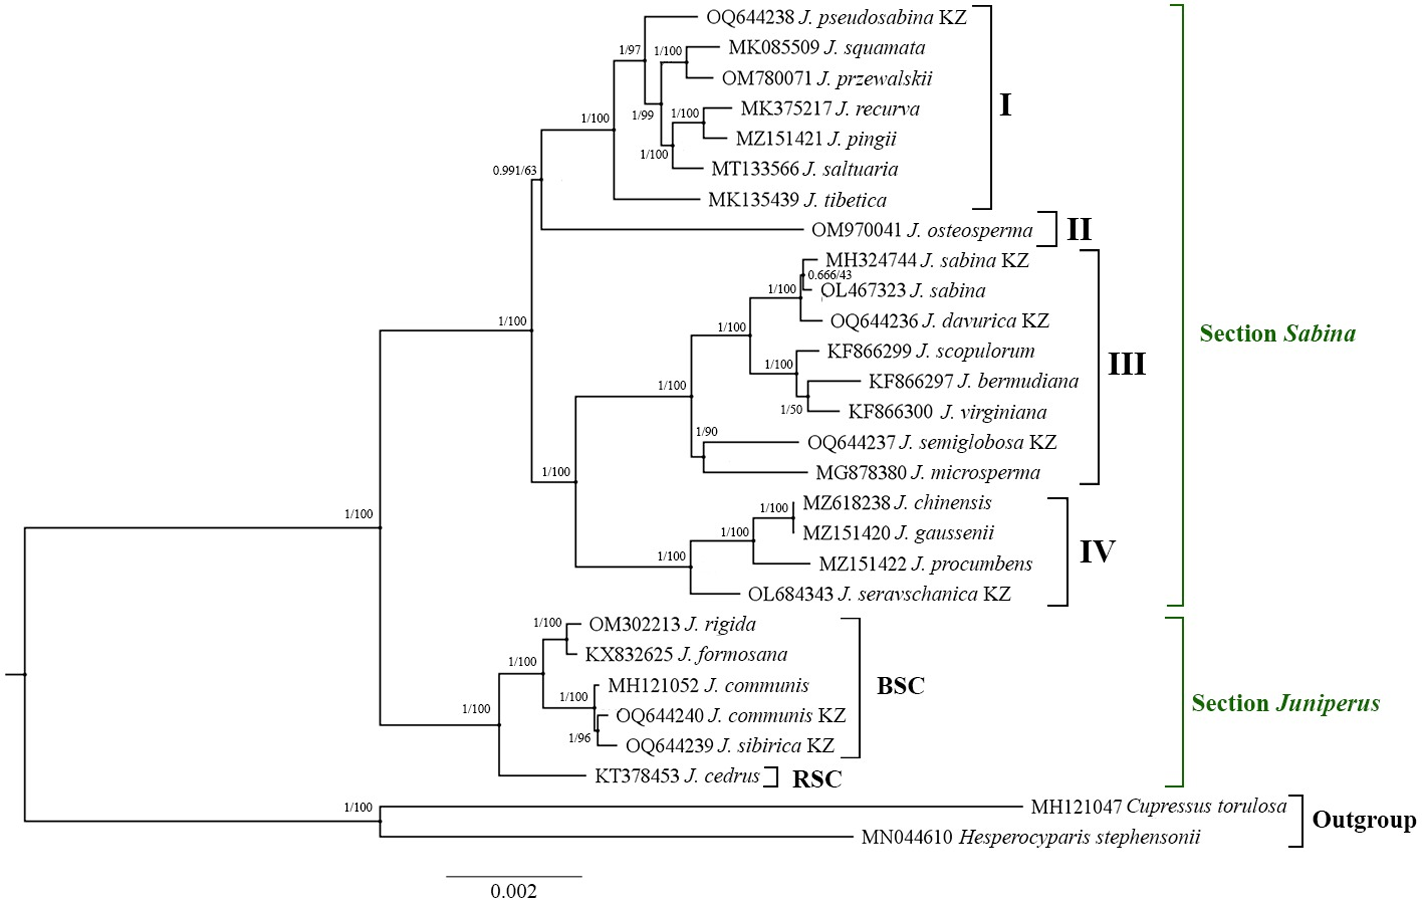 OQ644238 J. pseudosabina KZ
1/97
1/100
MK085509 J. squamata
OM780071 J. przewalskii
I
MK375217 J. recurva
1/99
1/100
1/100
MZ151421 J. pingii
1/100
MT133566 J. saltuaria
0.991/63
MK135439 J. tibetica
OM970041 J. osteosperma
II
MH324744 J. sabina KZ
0.666/43
1/100
OL467323 J. sabina
1/100
1/100
OQ644236 J. davurica KZ
Section Sabina
KF866299 J. scopulorum
1/100
III
1/100
KF866297 J. bermudiana
1/50
KF866300 J. virginiana
1/90
OQ644237 J. semiglobosa KZ
1/100
MG878380 J. microsperma
MZ618238 J. chinensis
1/100
1/100
1/100
MZ151420 J. gaussenii
IV
1/100
MZ151422 J. procumbens
OL684343 J. seravschanica KZ
1/100
OM302213 J. rigida
1/100
KX832625 J. formosana
BSC
1/100
MH121052 J. communis
Section Juniperus
1/100
OQ644240 J. communis KZ
1/96
OQ644239 J. sibirica KZ
KT378453 J. cedrus
RSC
1/100
MH121047 Cupressus torulosa
Outgroup
MN044610 Hesperocyparis stephensonii
0.002